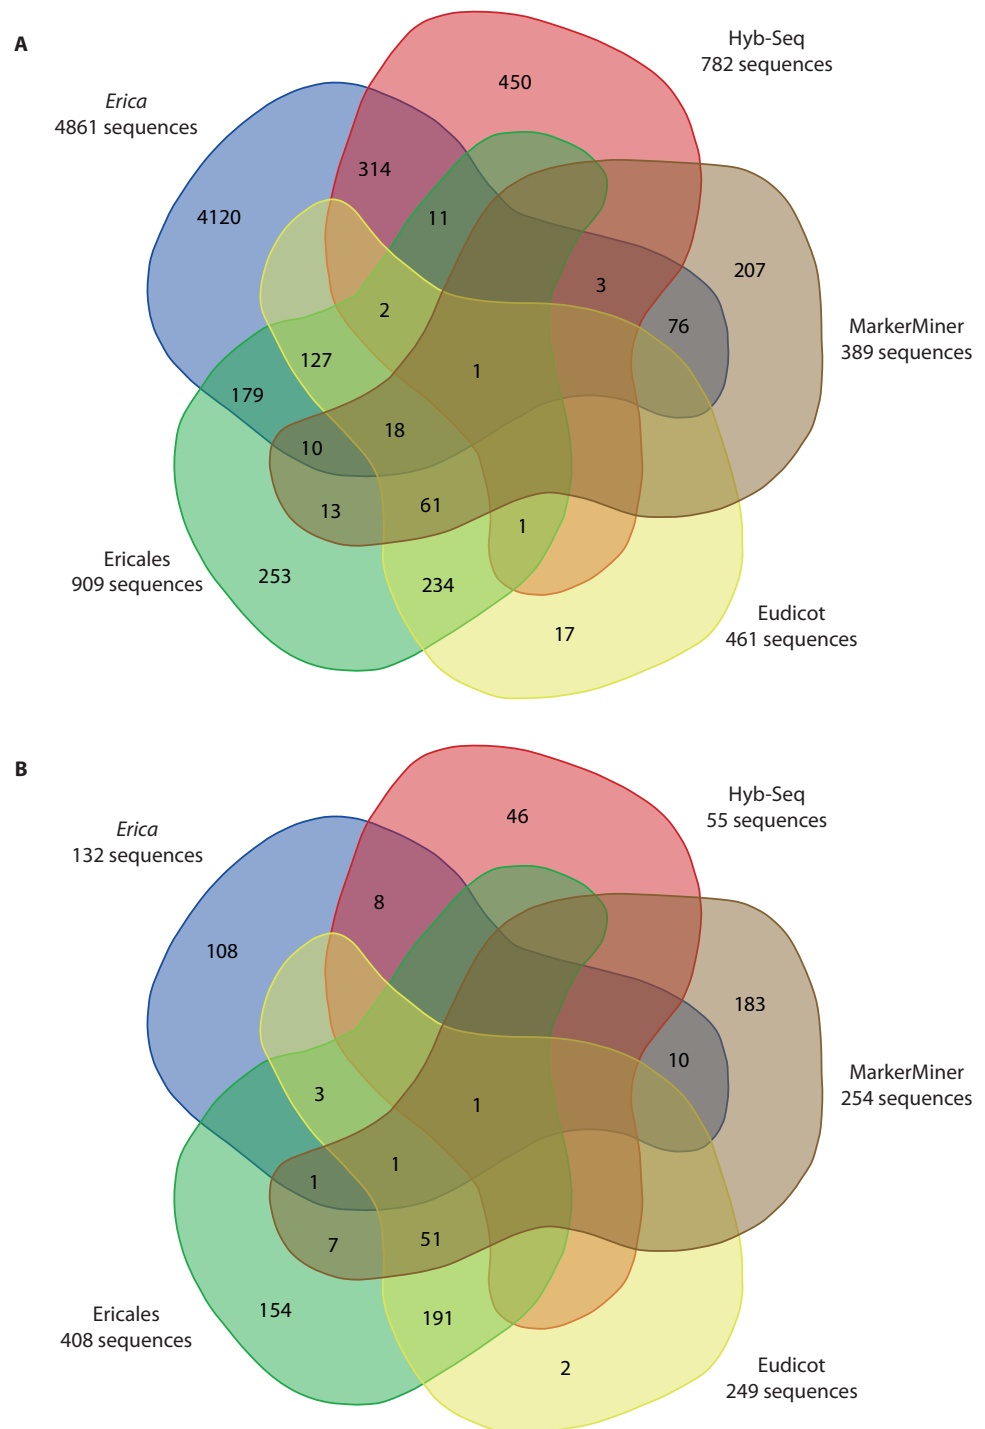 A
Hyb-Seq
782 sequences
450
Erica
4861 sequences
314
4120
11
207
3
2
76
MarkerMiner
389 sequences
127
1
179
18
10
61
13
1
Ericales
909 sequences
253
234
Eudicot
461 sequences
17
B
Hyb-Seq
55 sequences
46
Erica
132 sequences
8
108
183
10
MarkerMiner
254 sequences
3
1
1
1
51
7
154
191
Ericales
408 sequences
2
Eudicot
249 sequences